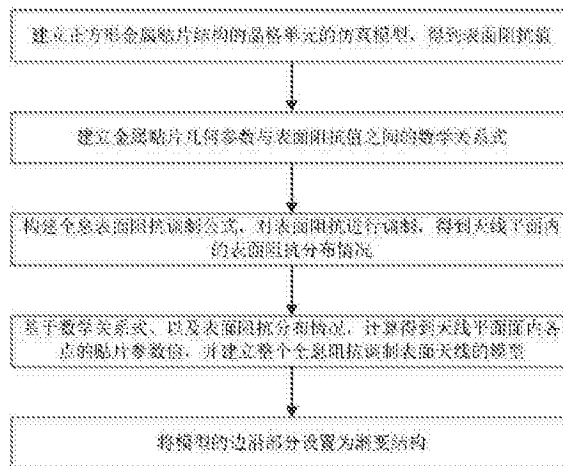 建立正方形金属贴片结构的晶格单元的仿真模型，得到表面阻抗值
建立金属贴片几何参数与表面阻抗值之间的数学关系式
构建全息表面阻抗调制公式，对表面阻抗进行调制，得到天线平面内
的表面阻抗分布情况
基于数学关系式、以及表面阻抗分布情况，计算得到天线平面面内各
点的贴片参数值，并建立整个全息阻抗调制表面天线的模型
将模型的边沿部分设置为渐变结构